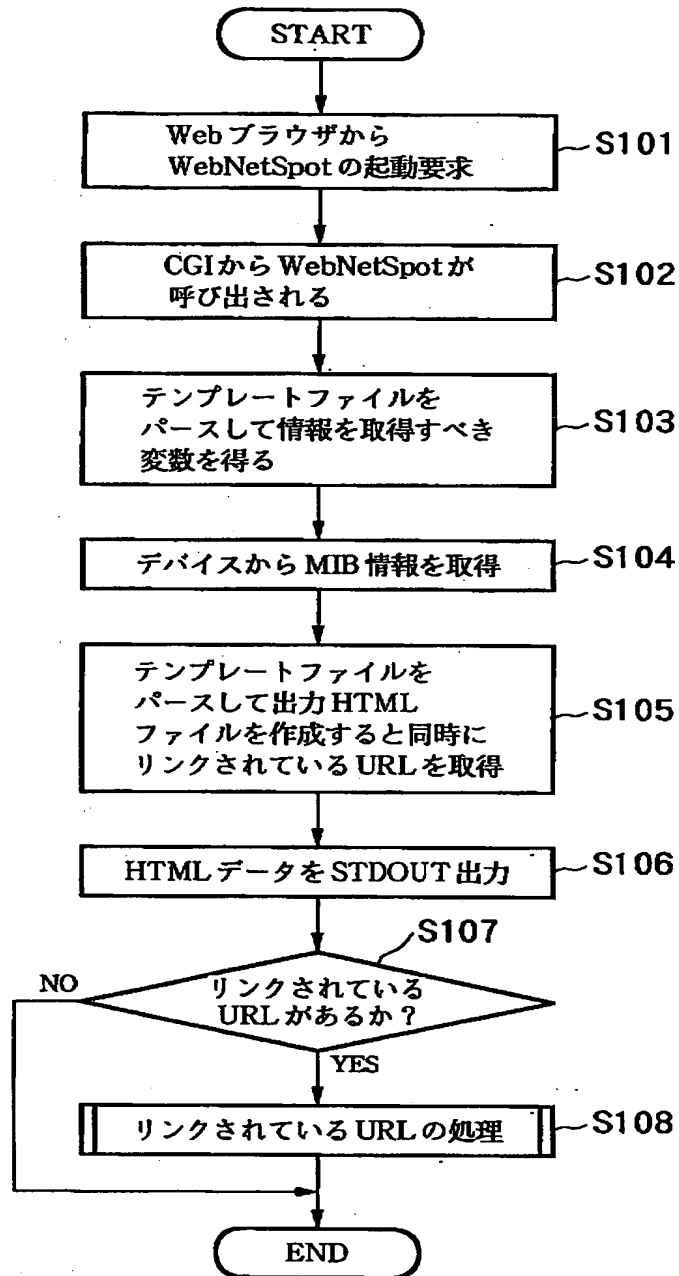 START
Webブラウザから
WebNetSpotの起動要求
S101
CGIからWebNetSpotが
呼び出される
S102
テンプレートファイルを
パースして情報を取得すべき
変数を得る
S103
デバイスからMIB情報を取得
S104
テンプレートファイルを
パースして出力HTML
ファイルを作成すると同時に
リンクされているURLを取得
S105
HTMLデータをSTDOUT出力
S106
S107
NO
リンクされている
URLがあるか?
YES
リンクされているURLの処理
S108
END